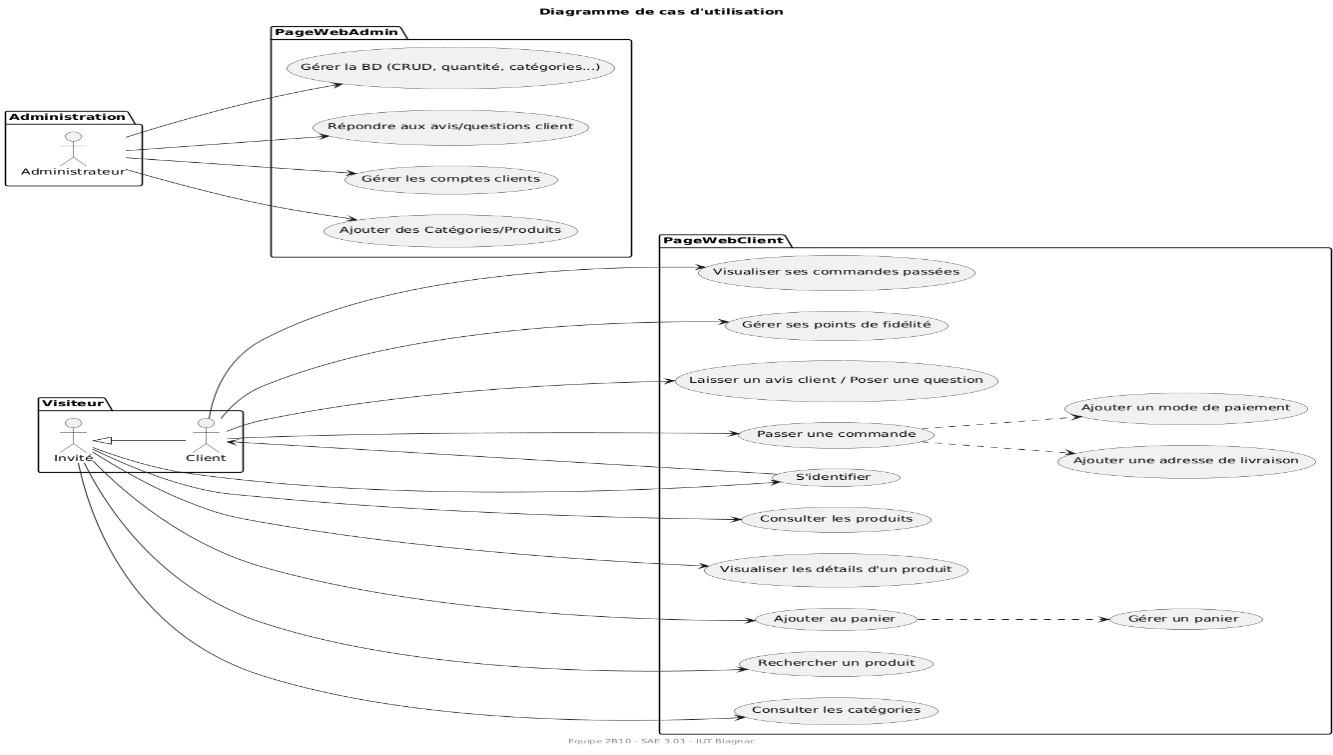 Diagramme de cas d'utilisation
PageWebAdmin
Gérer la BD (CRUD, quantité, catégories...)
Administration
Répondre aux avis/questions client
Administrateur
Gérer les comptes clients
Ajouter des Catégories/Produits
PageWebClient
Visualiser ses commandes passées
Gérer ses points de fidélité
Laisser un avis client / Poser une question
Visiteur
Ajouter un mode de paiement
Passer une commande
Invité
Client
Ajouter une adresse de livraison
S'identifier
Consulter les produits
Visualiser les détails d'un produit
Ajouter au panier
Gérer un panier
Rechercher un produit
Consulter les catégories
Equipe 2B10 - SAE 3.01 - IUT Blagnac